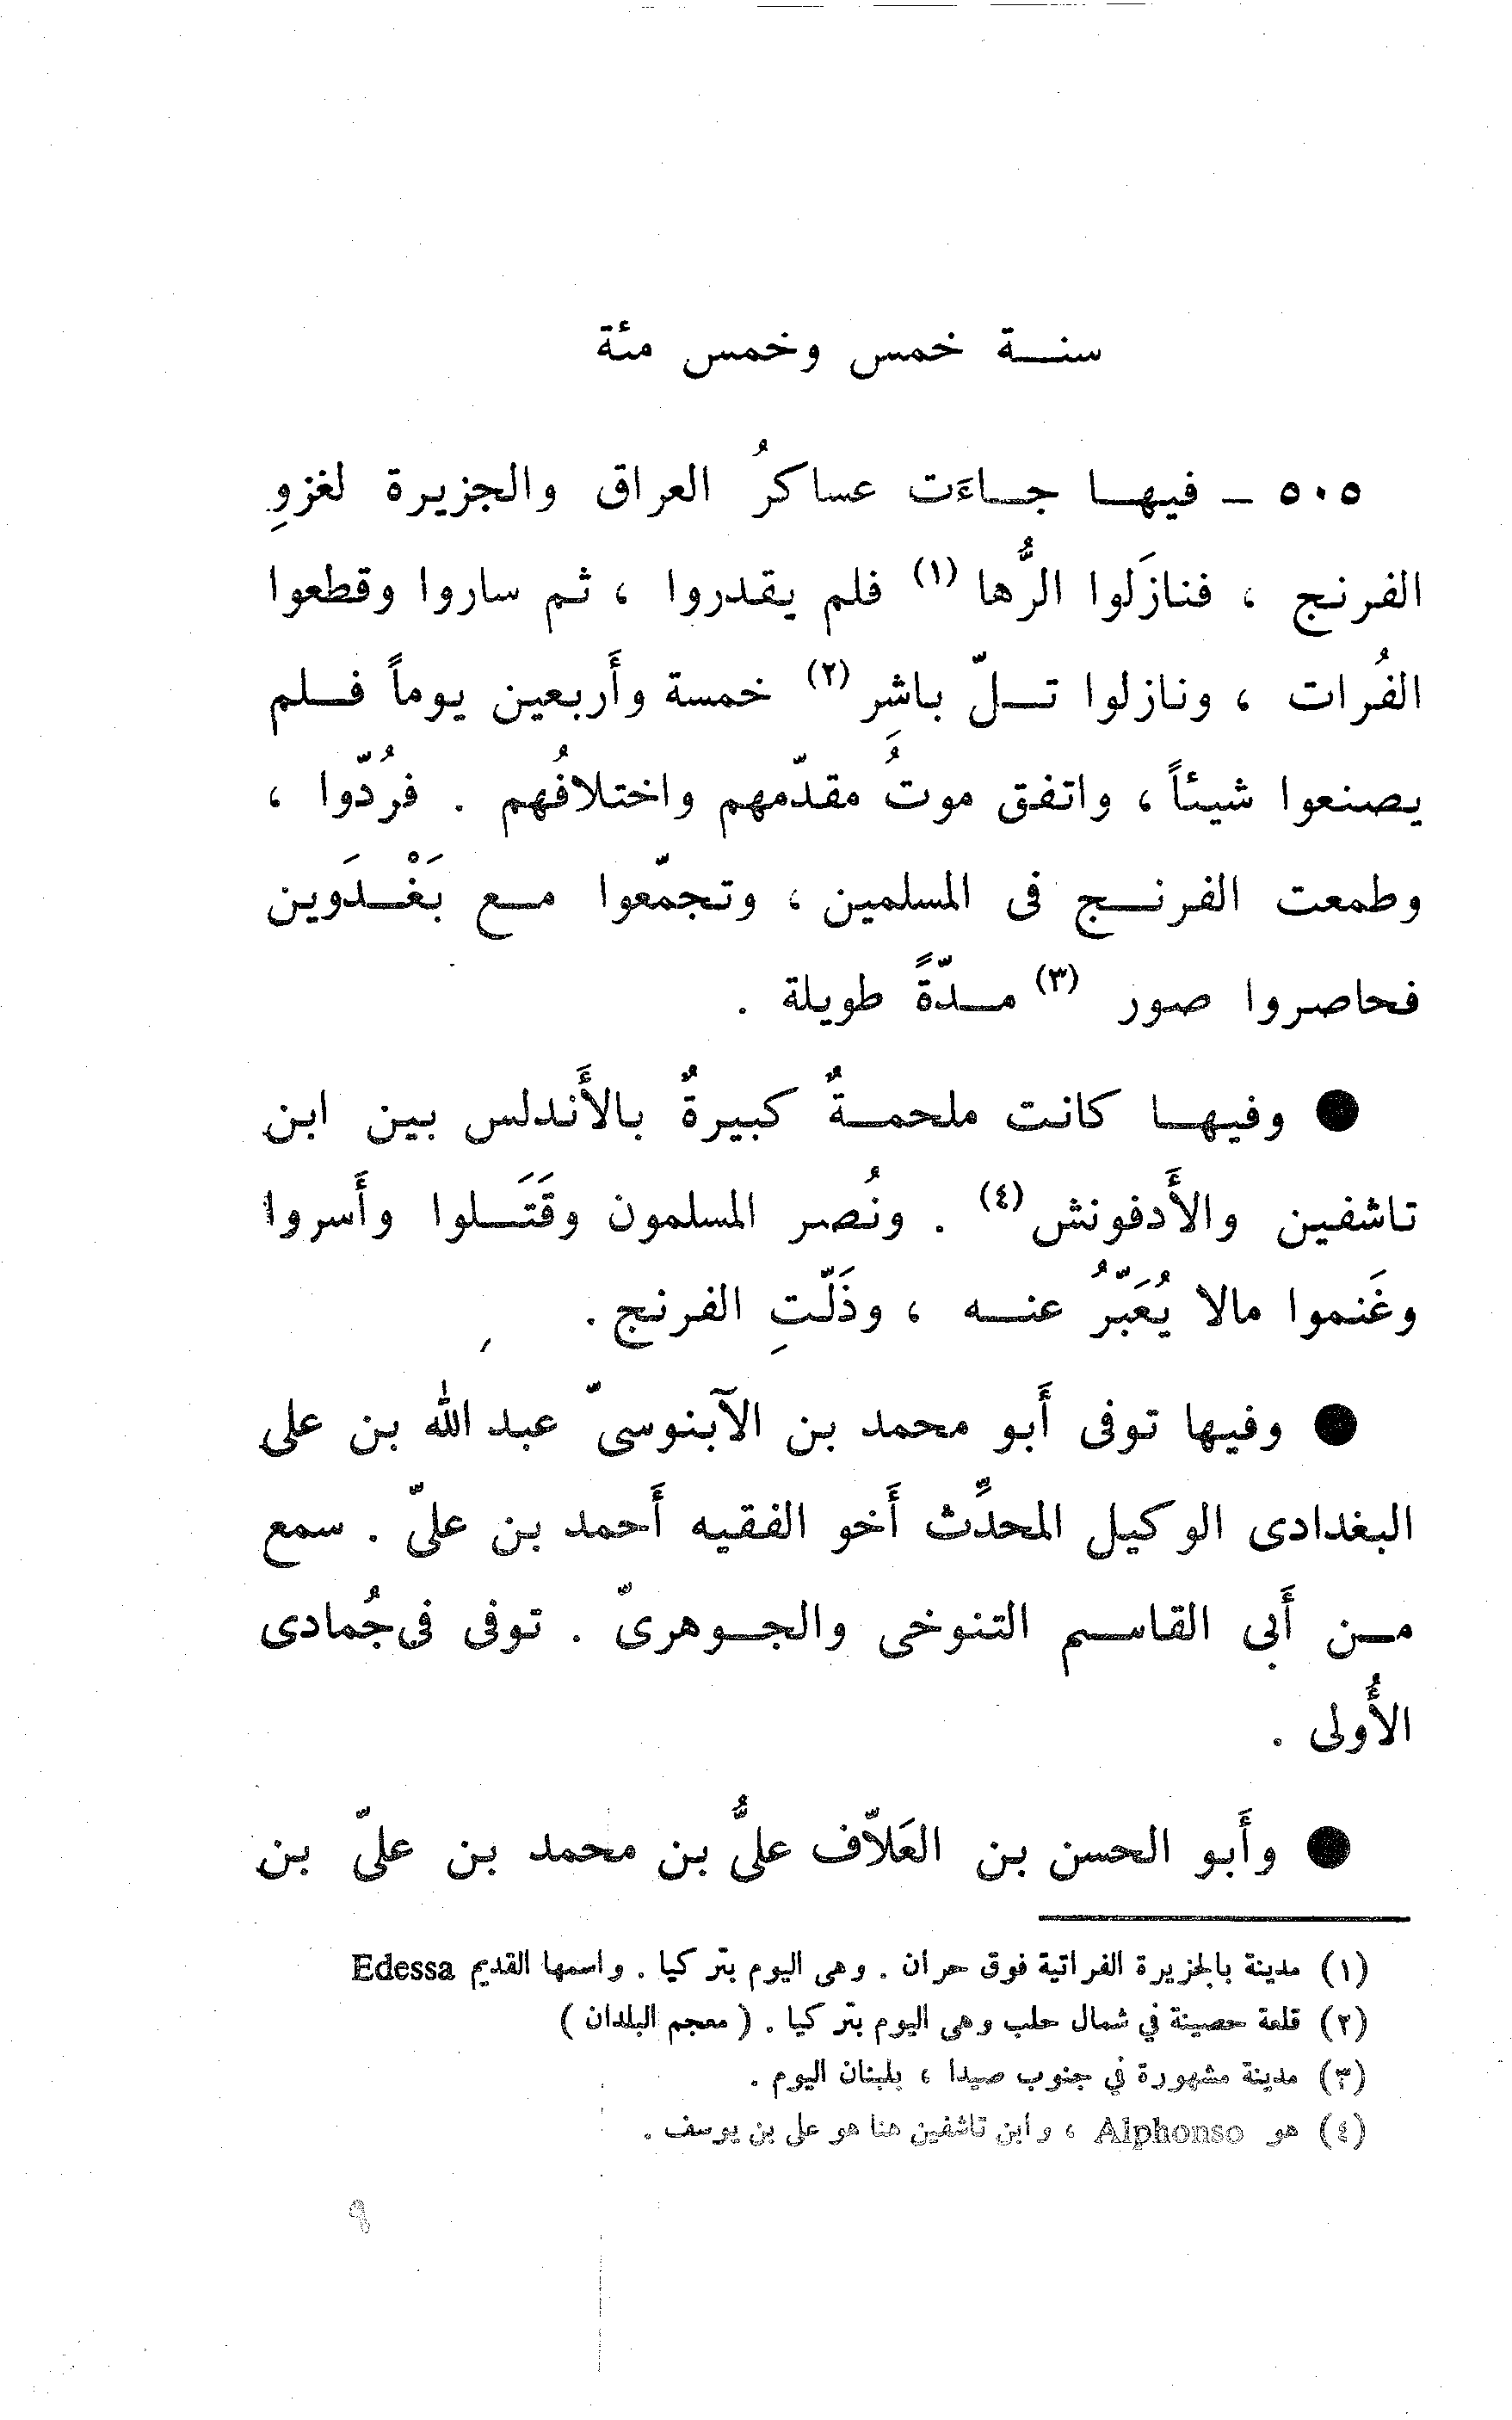 سنة خمس وخمس مئة
٥٠٥ – فيها جاءَت عساكرُ العراق والجزيرة لغزوِ
الفرنج ، فنازَلوا الرُّها (١) فلم يقدروا ، ثم ساروا وقطعوا
الفُرات ، ونازلوا تلّ باشِر (٢) خمسة وأَربعين يوماً فلم
يصنعوا شيئاً ، واتفق موتُ مقدّمهم واختلافُهم . فرُدّوا ،
وطمعت الفرنج فى المسلمين ، وتجمّعوا مع بَغْدَوين
فحاصروا صور (٣) مدّةً طويلة .
● وفيها كانت ملحمةٌ كبيرةٌ بالأَندلس بين ابن
تاشفين والأَدفونش (٤) . ونُصر المسلمون وقَتَلوا وأَسروا
وغَنموا مالا يُعَبّرُ عنه ، وذَلّتِ الفرنج .
● وفيها توفى أَبو محمد بن الآبنوسىّ عبد الله بن على
البغدادى الوكيل المحدِّث أَخو الفقيه أَحمد بن علىّ . سمع
من أَبى القاسم التنوخى والجوهرىّ . توفى فى جُمادى
الأُولى .
● وأَبو الحسن بن العَلاّف علىُّ بن محمد بن علىّ بن
(١) مدينة بالجزيرة الفراتية فوق حران . وهى اليوم بتركيا . واسمها القديم Edessa
(٢) قلعة حصينة في شمال حلب وهى اليوم بتركيا . ( معجم البلدان )
(٣) مدينة مشهورة في جنوب صيدا ، بلبنان اليوم .
(٤) هو Alphonso ، وابن تاشفين هنا هو على بن يوسف .
٩